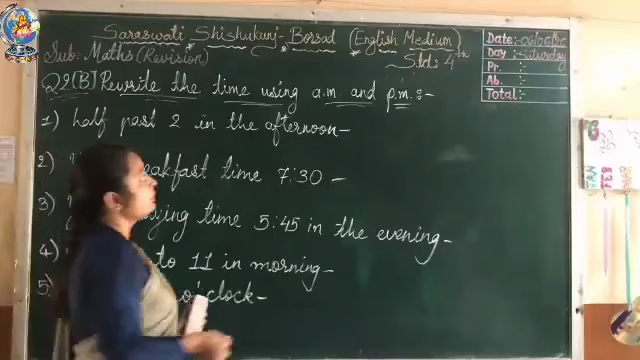 Saraswati Shishukunj-Borsad (English Medium)
Sub: Maths (Revision)
Std: 4th
Date:-
Day:- Saturday
Pr. :-
Ab. :-
Total:-
Q2 [B] Rewrite the time using a.m. and p.m.:-
1) Half past 2 in the afternoon-
2) time 7:30 -
3) time 5:45 in the evening-
4) to 11 in morning-
5) o'clock-